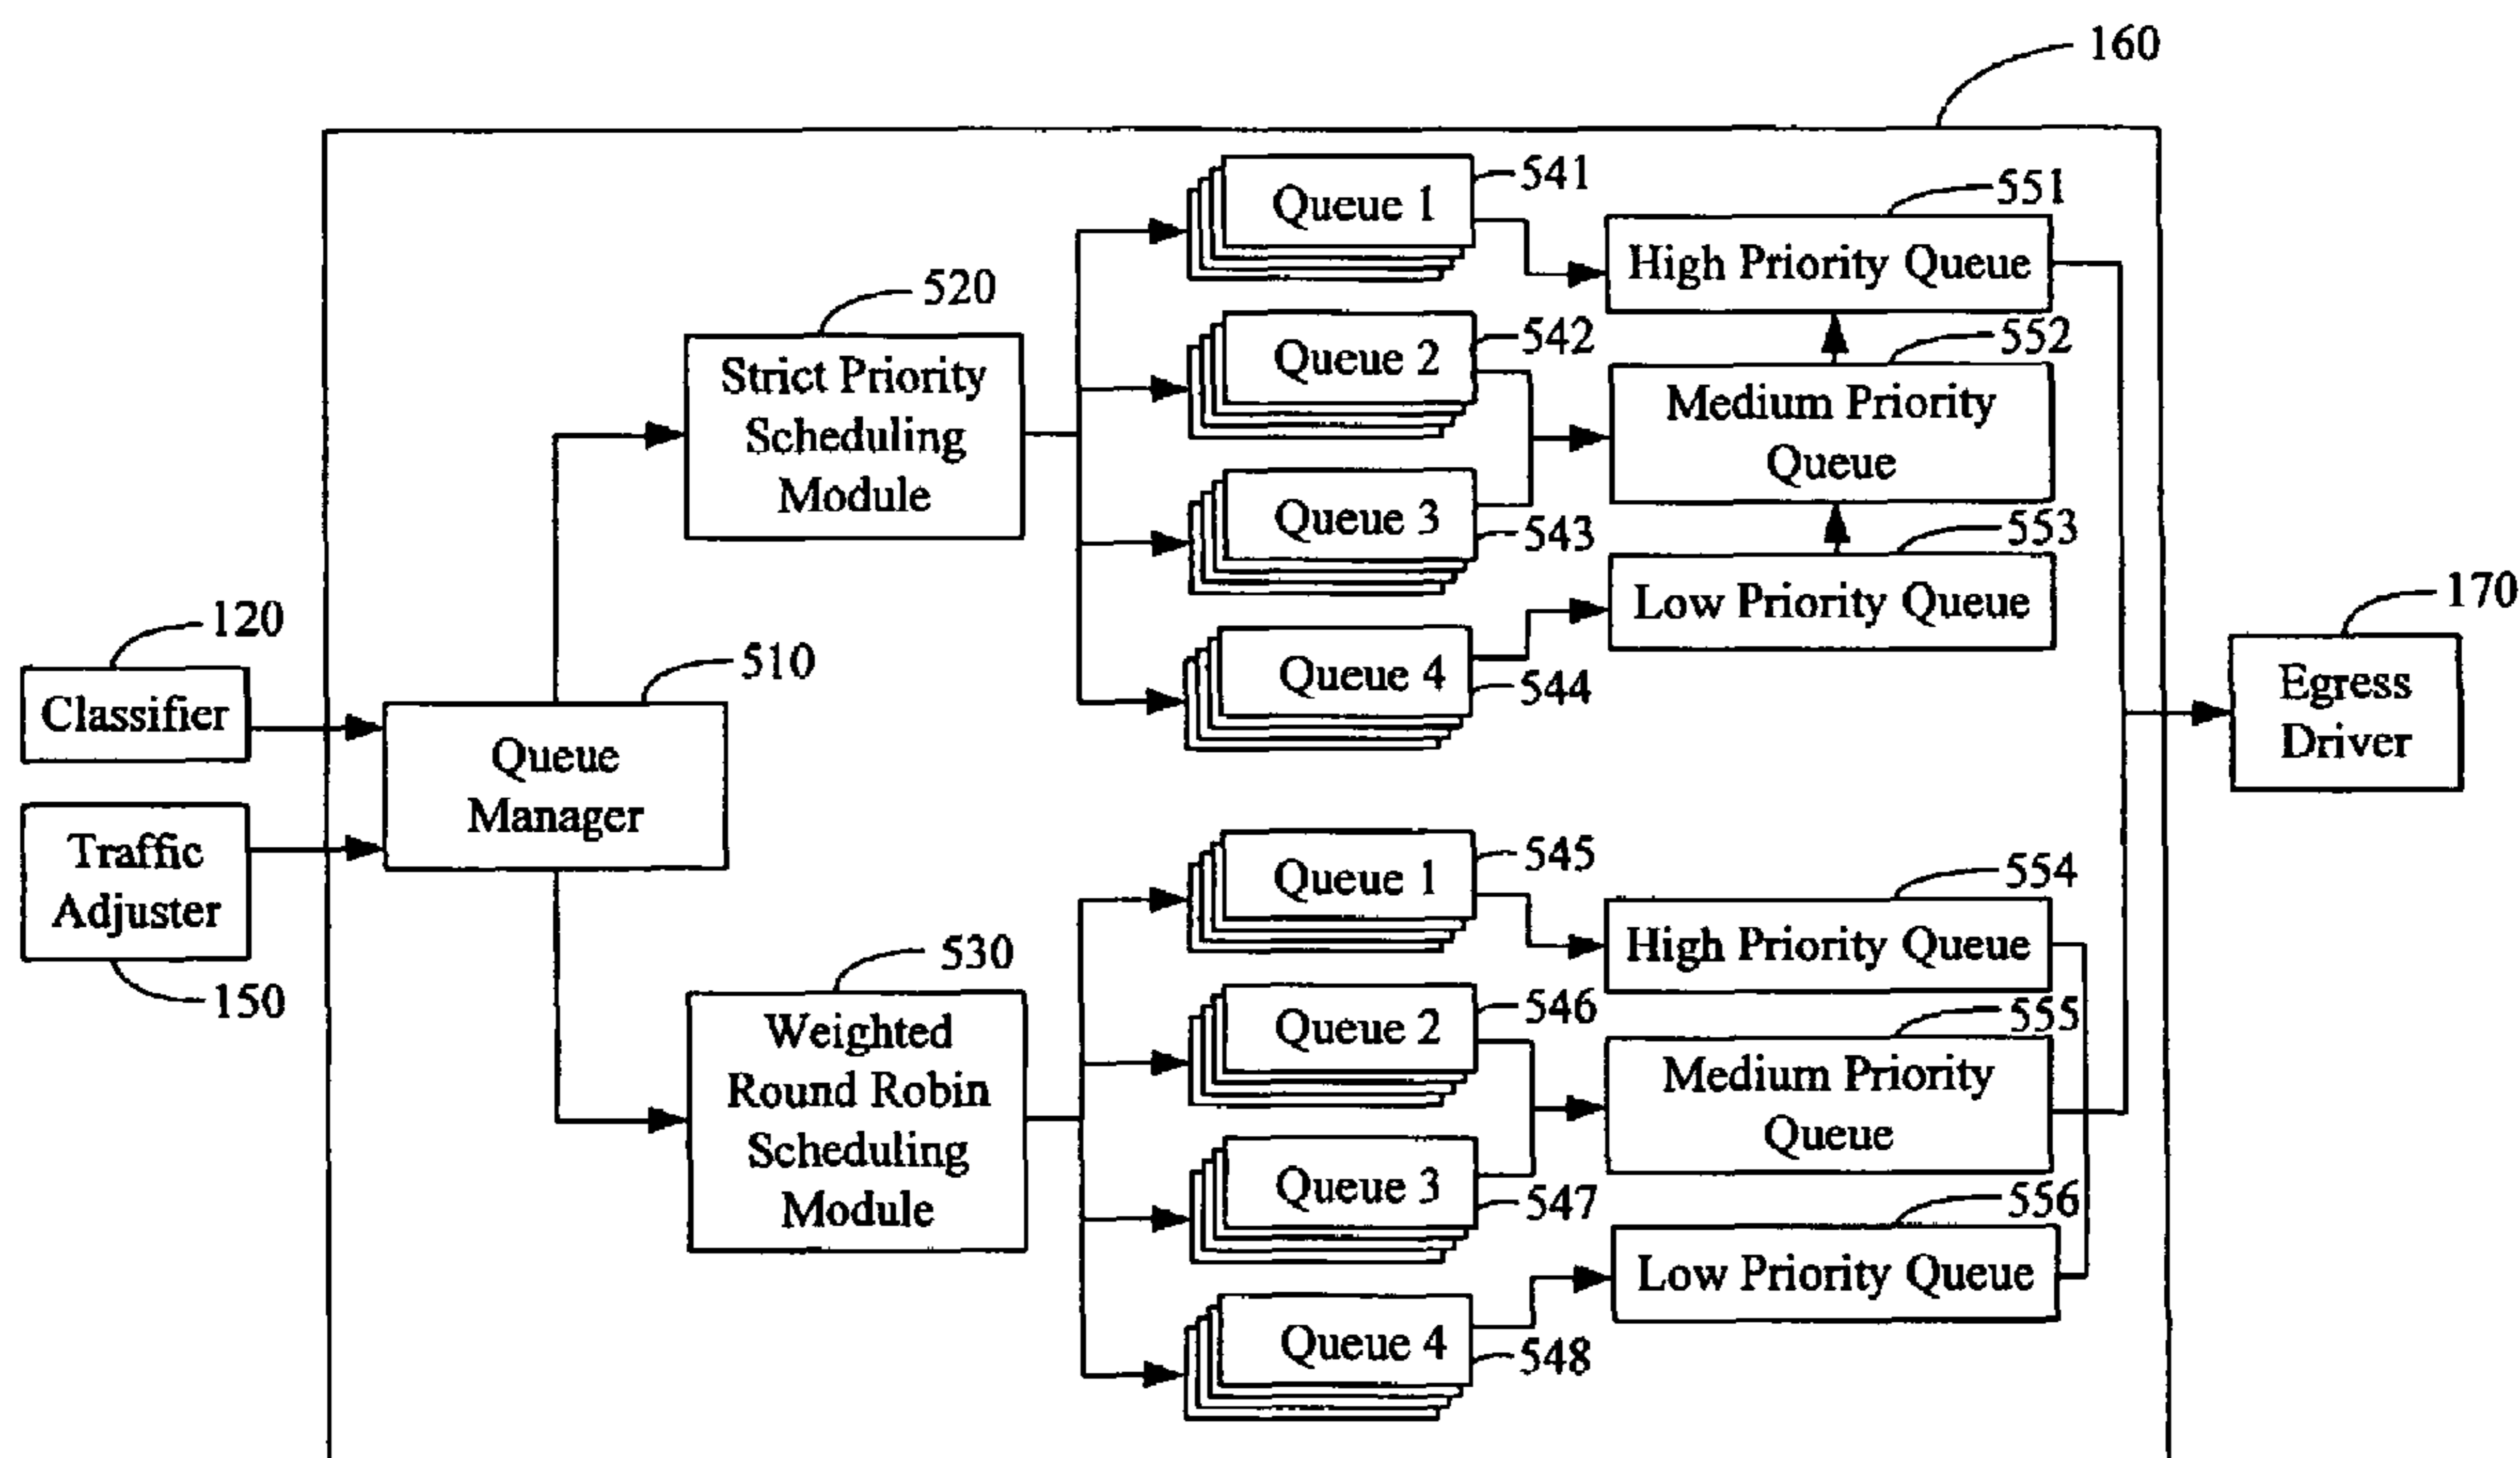 160
Queue 1
541
551
High Priority Queue
520
Strict Priority
Scheduling
Module
Queue 2
542
552
Medium Priority
Queue
Queue 3
543
553
Low Priority Queue
Queue 4
544
120
Classifier
510
Queue
Manager
170
Egress
Driver
Traffic
Adjuster
150
530
Weighted
Round Robin
Scheduling
Module
Queue 1
545
554
High Priority Queue
Queue 2
546
555
Medium Priority
Queue
Queue 3
547
556
Low Priority Queue
Queue 4
548